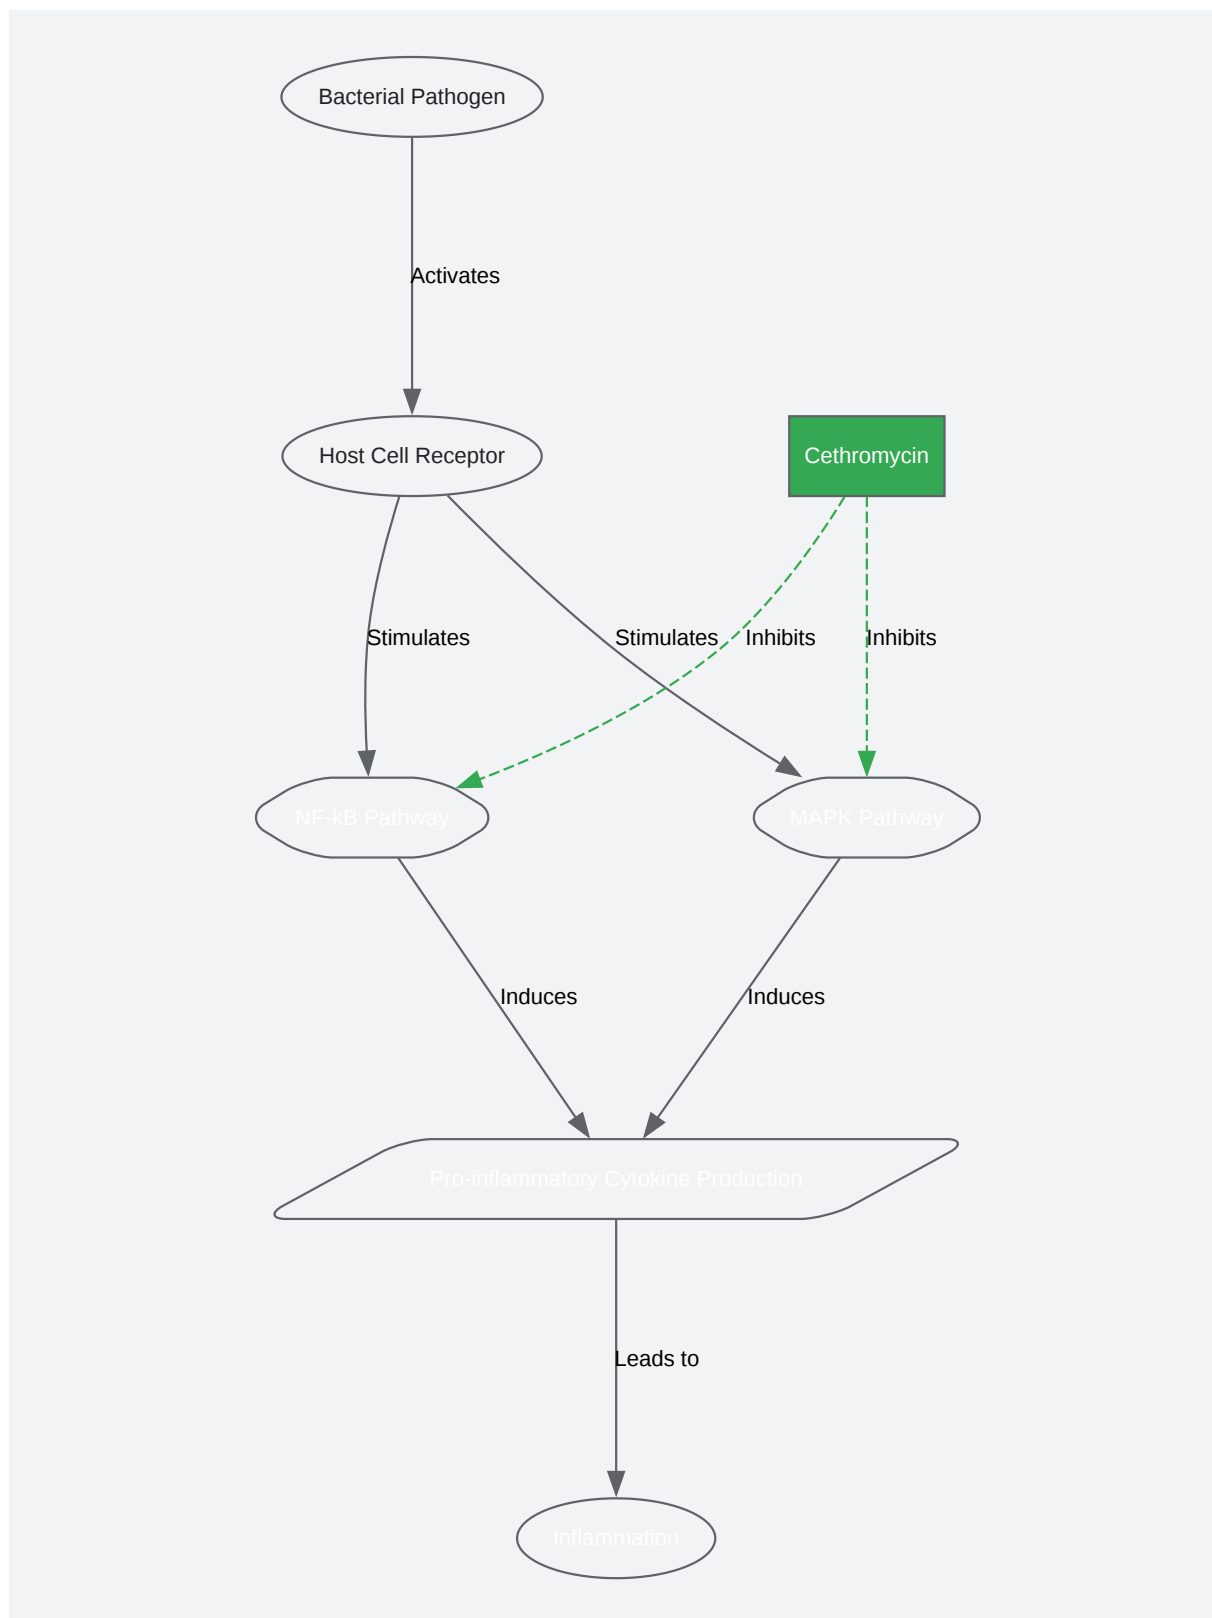 Bacterial Pathogen
Activates
Host Cell Receptor
Cethromycin
Stimulates
Stimulates
Inhibits
Inhibits
NF-kB Pathway
MAPK Pathway
Induces
Induces
Pro-inflammatory Cytokine Production
Leads to
Inflammation